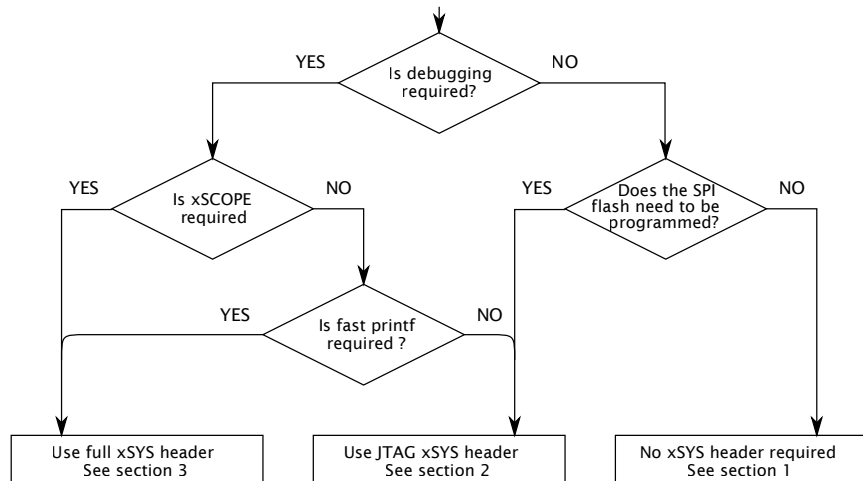 YES
NO
Is debugging
required?
YES
NO
YES
NO
Is xSCOPE
required
Does the SPI
flash need to be
programmed?
YES
NO
Is fast printf
required ?
Use full xSYS header
See section 3
Use JTAG xSYS header
See section 2
No xSYS header required
See section 1